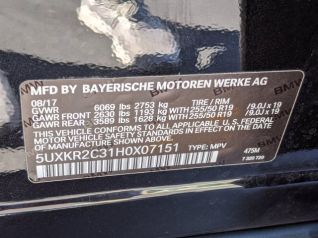 MFD BY BAYERISCHE MOTOREN WERKE AG
08/17 6069 lbs 2753 kg TIRE / RIM
GVWR
GAWR FRONT 2630 lbs 1193 kg WITH 255/50 R19 /9.0J x 19
GAWR REAR 3589 lbs 1628 kg WITH 255/50 R19 /9.0J x 19
THIS VEHICLE CONFORMS TO ALL APPLICABLE U.S. FEDERAL
MOTOR VEHICLE SAFETY STANDARDS IN EFFECT ON
THE DATE OF MANUFACTURE SHOWN ABOVE.
5UXKR2C31H0X07151 TYPE: MPV 475M